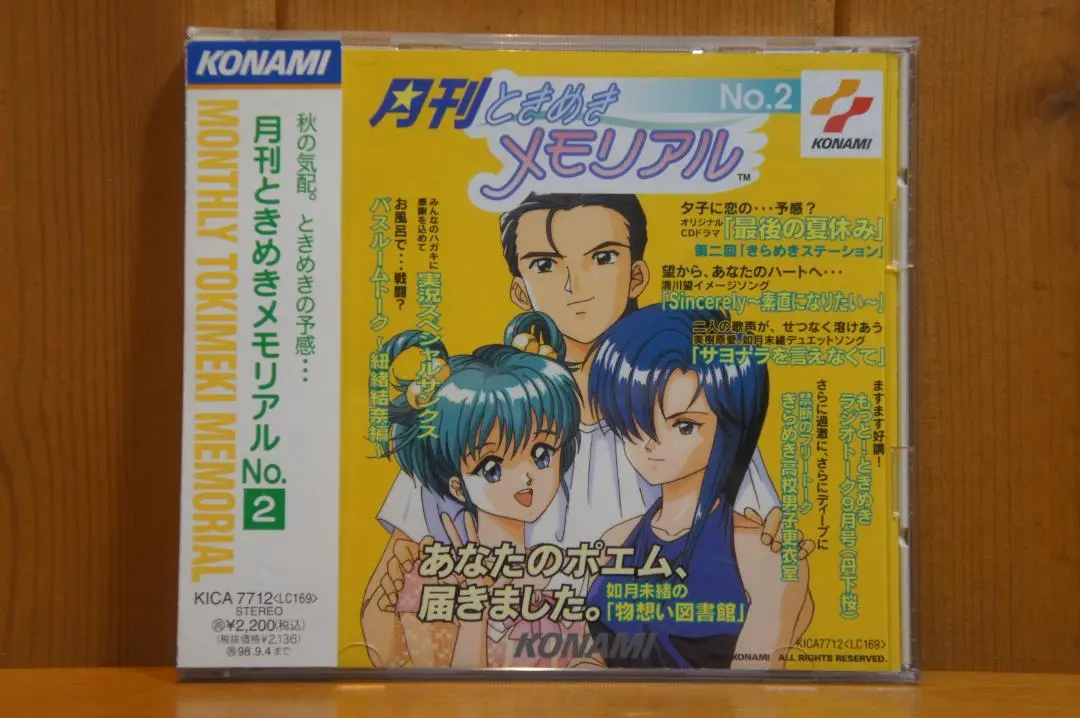 KONAMI
秋の気配。ときめきの予感…
月刊ときめきメモリアルNo.2
MONTHLY TOKIMEKI MEMORIAL
KICA 7712<LC169>
STEREO
¥2,200(税込)
(税抜価格¥2,136)
98.9.4まで
月刊ときめき
メモリアル
™
No.2
KONAMI
夕子に恋の・・・予感?
オリジナル
CDドラマ
「最後の夏休み」
第二回「きらめきステーション」
望から、あなたのハートへ・・・
清川望イメージソング
「Sincerely〜素直になりたい〜」
二人の歌声が、せつなく溶けあう
美樹原愛、如月未緒デュエットソング
「サヨナラを言えなくて」
ますます好調!
もっと!ときめき
ラジオトーク9月号(丹下桜)
さらに過激に、さらにディープに
禁断のフリートーク
きらめき高校男子更衣室
みんなのハガキに
感謝を込めて
実況スペシャルサンクス
お風呂で・・・戦闘?
バスルームトーク〜紐緒結奈編〜
あなたのポエム、
届きました。
如月未緒の
「物想い図書館」
KONAMI
KICA7712<LC169>
KONAMI ALL RIGHTS RESERVED.